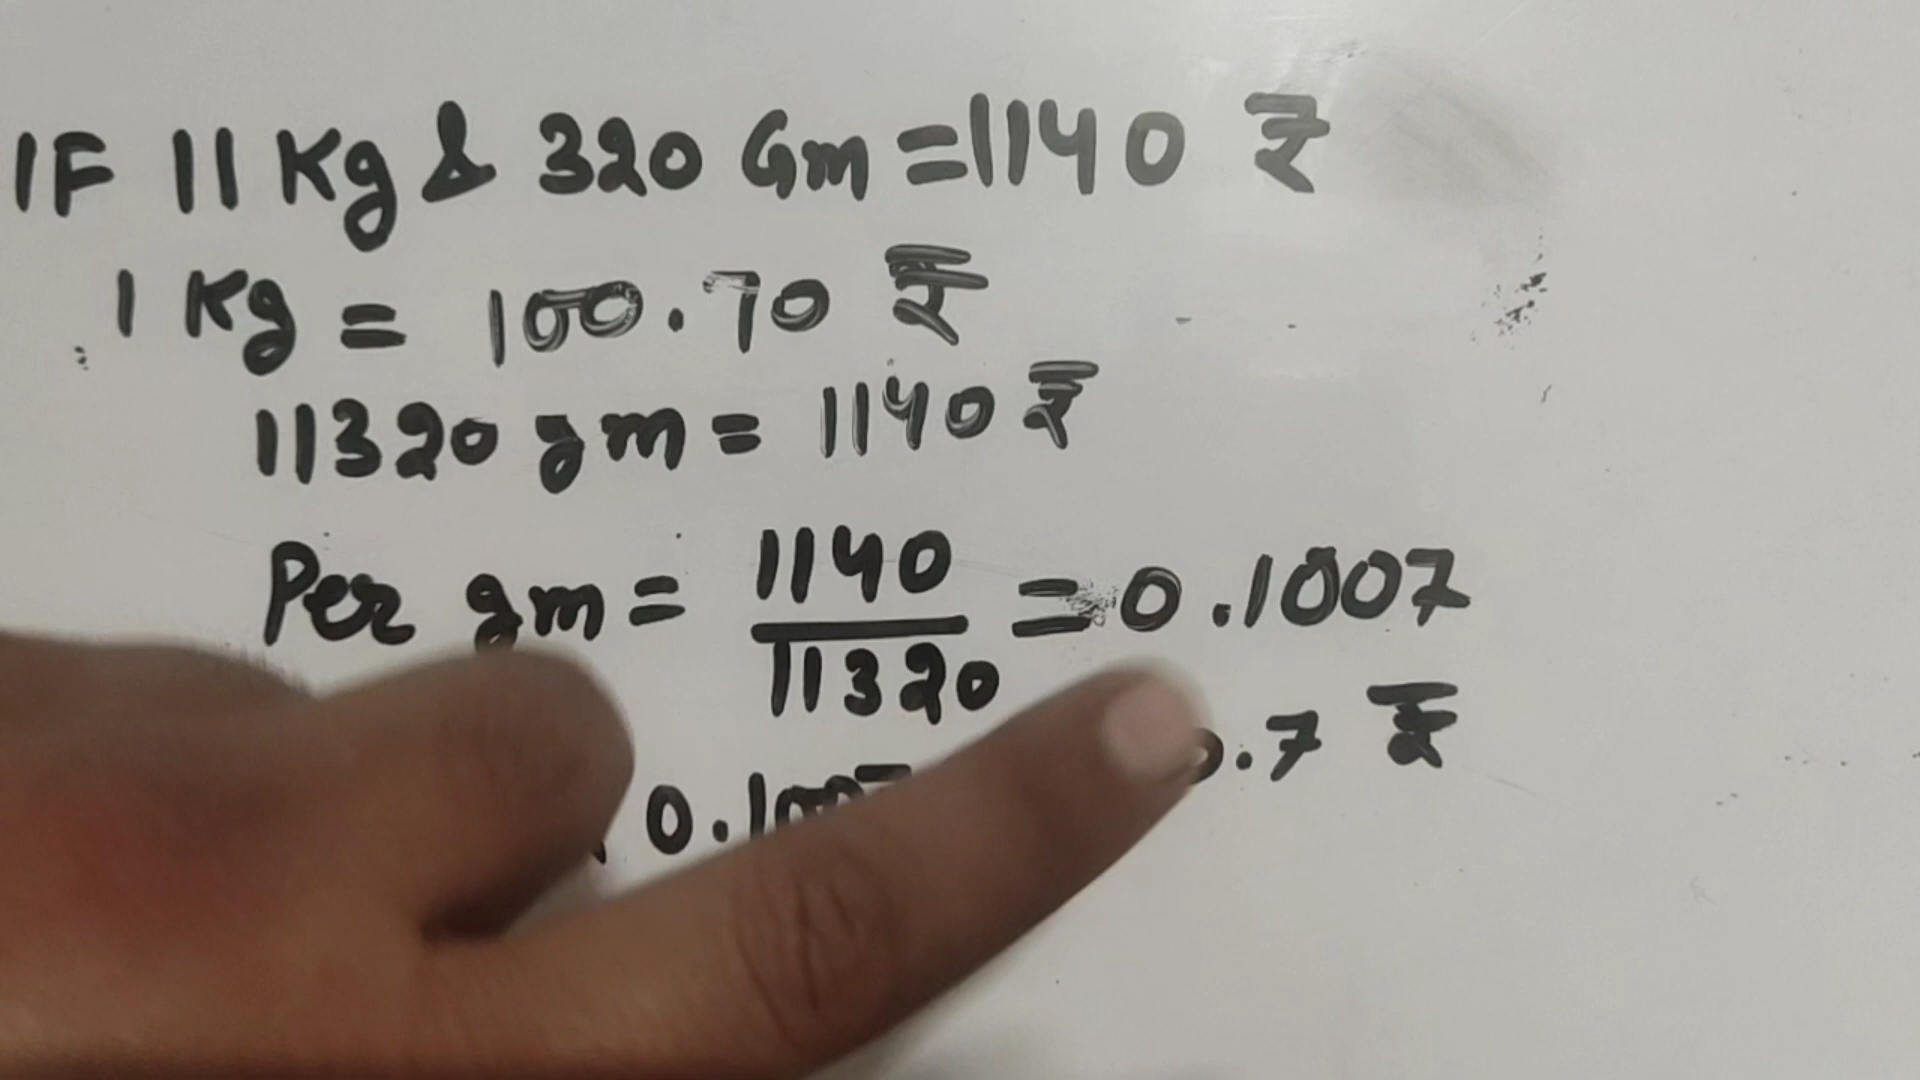 IF 11 Kg & 320 Gm = 1140 ₹
1 Kg = 100.70 ₹
11320 gm = 1140 ₹
Per gm = 1140 = 0.1007
11320
.7 ₹
0.100